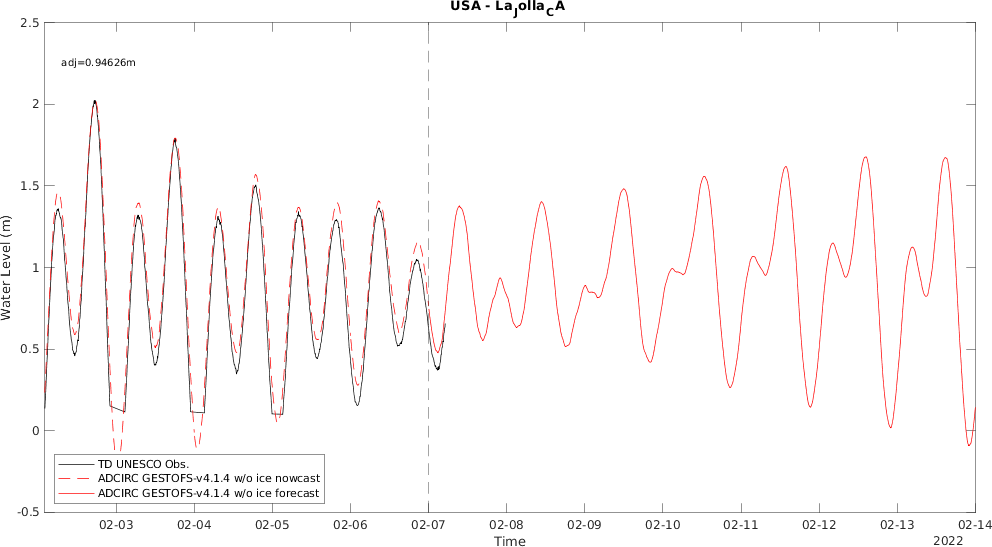 USA - LaJollaCA
2.5
adj=0.94626m
2
1.5
1
0.5
0
-0.5
Water Level (m)
TD UNESCO Obs.
ADCIRC GESTOFS-v4.1.4 w/o ice nowcast
ADCIRC GESTOFS-v4.1.4 w/o ice forecast
02-03 02-04 02-05 02-06 02-07 02-08 02-09 02-10 02-11 02-12 02-13 02-14
Time
2022